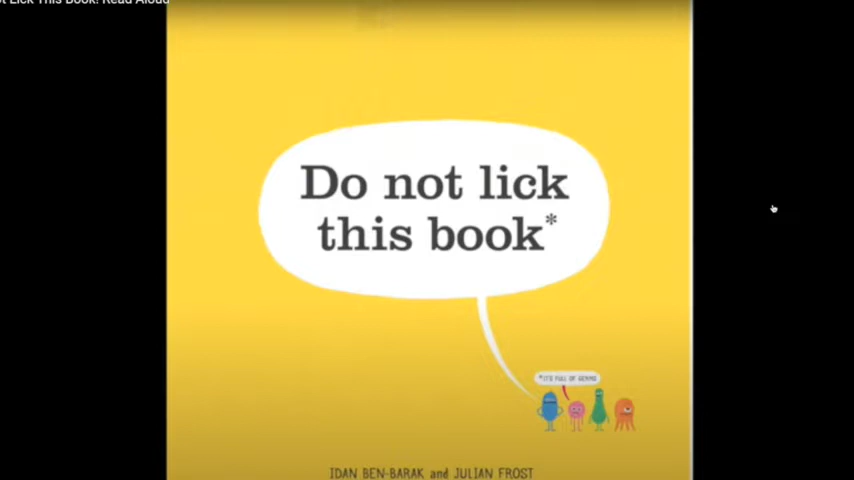 Lick This Book! Read Aloud
Do not lick
this book*
*IT'S FULL OF GERMS
IDAN BEN-BARAK and JULIAN FROST